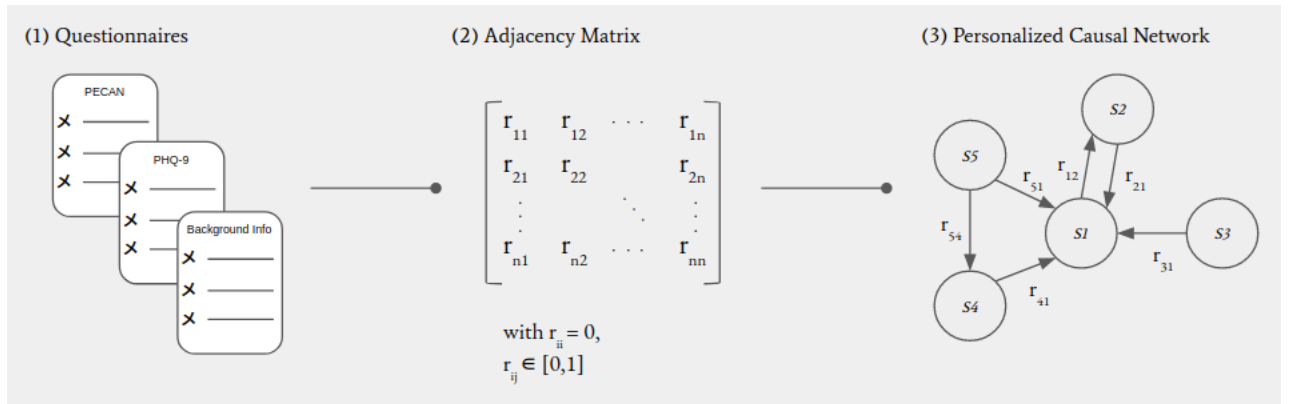 (1) Questionnaires
PECAN
PHQ-9
Background Info
(2) Adjacency Matrix
r11 r12 · · · r1n
r21 r22 r2n
rn1 rn2 · · · rnn
with rii = 0,
rij ∈ [0,1]
(3) Personalized Causal Network
S2
S5
r51
r12
r21
S1
S3
r54
r31
S4
r41